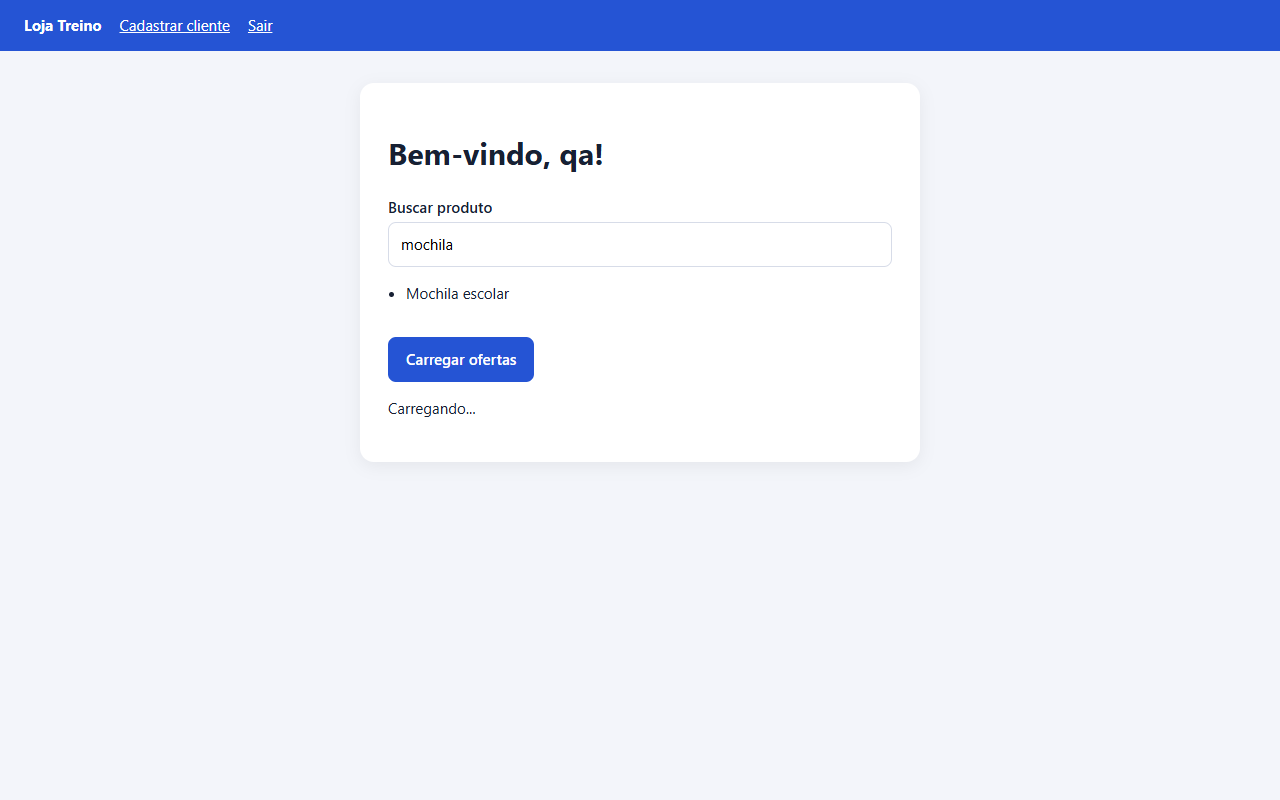 Loja Treino Cadastrar cliente Sair
Bem-vindo, qa!
Buscar produto
mochila
• Mochila escolar
Carregar ofertas
Carregando...